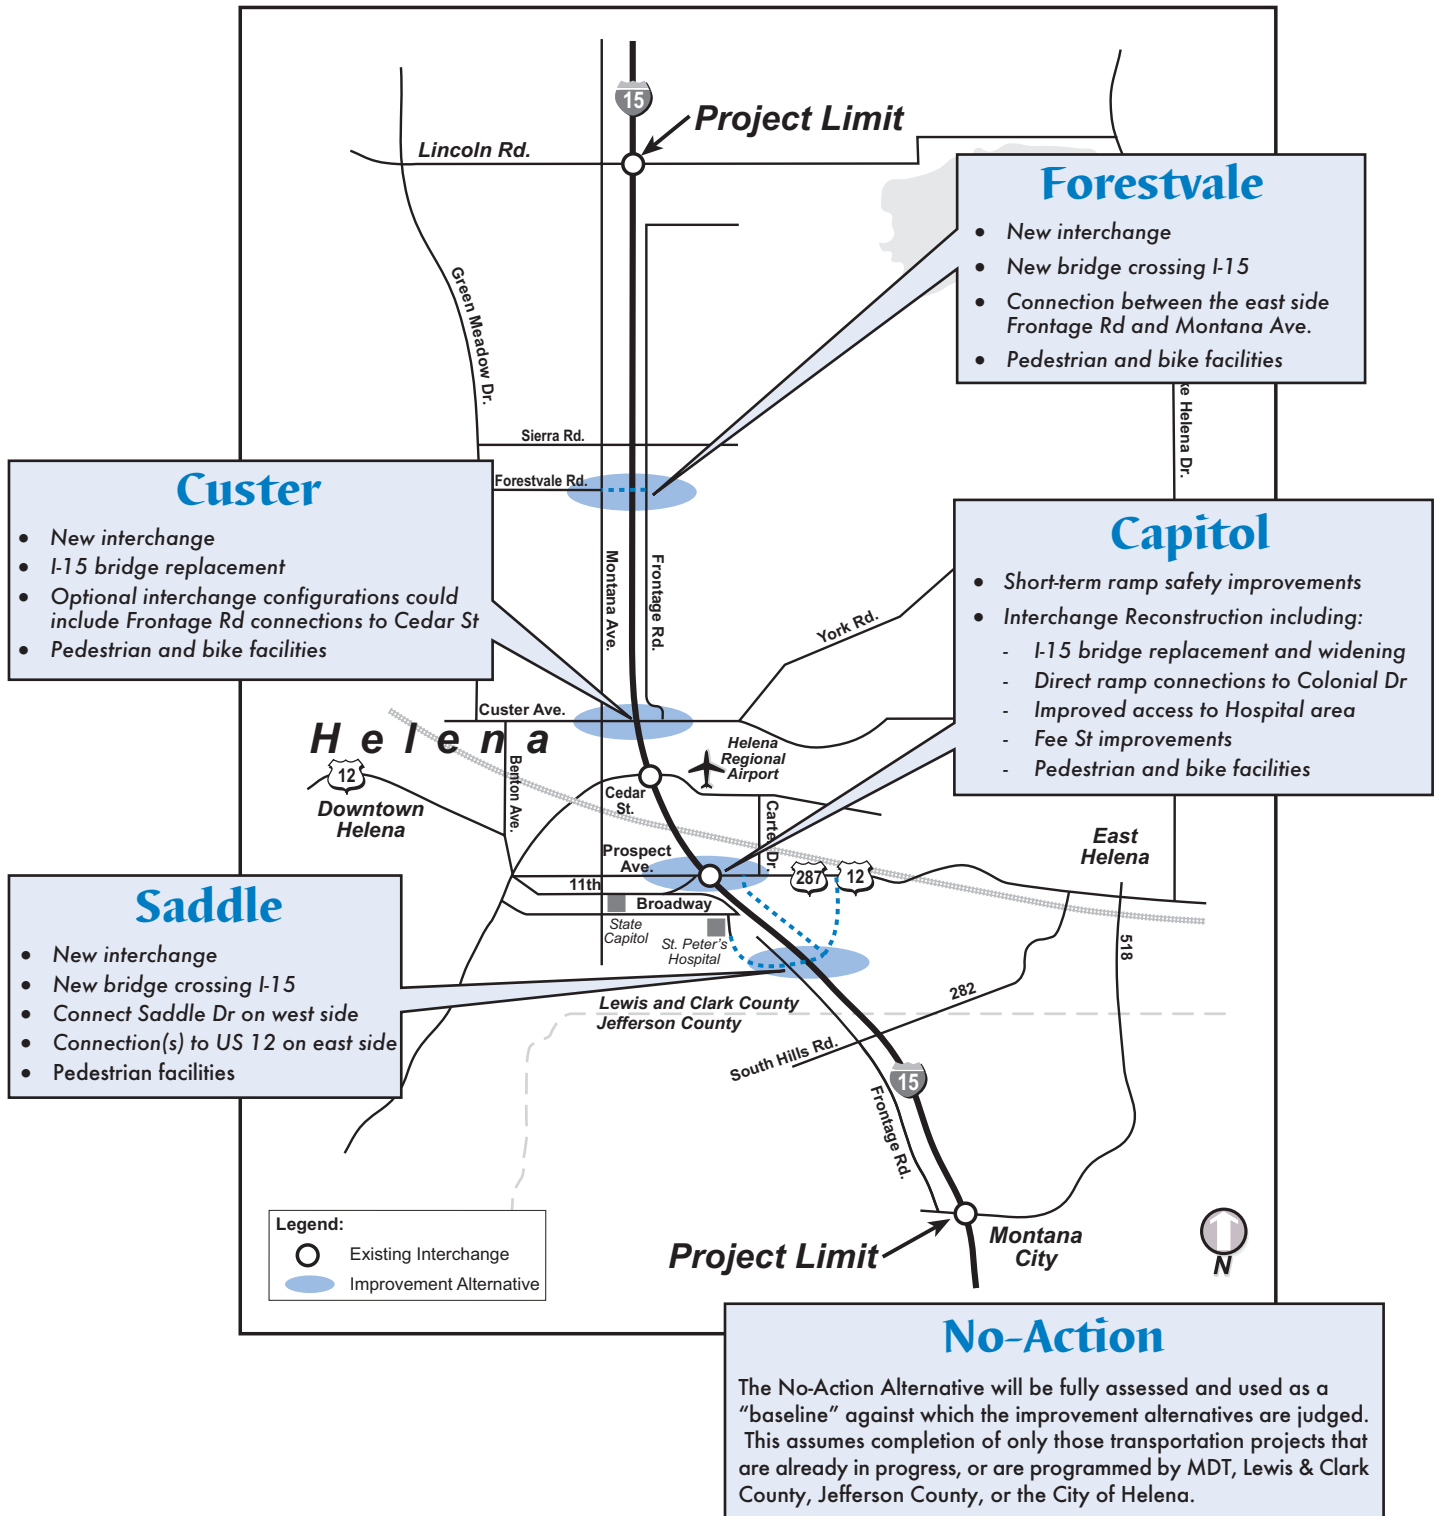 15
Project Limit
Lincoln Rd.
Forestvale
• New interchange
• New bridge crossing I-15
• Connection between the east side
Frontage Rd and Montana Ave.
• Pedestrian and bike facilities
Green Meadow Dr.
ke Helena Dr.
Sierra Rd.
Forestvale Rd.
Custer
• New interchange
• I-15 bridge replacement
• Optional interchange configurations could
include Frontage Rd connections to Cedar St
• Pedestrian and bike facilities
Montana Ave.
Frontage Rd.
Capitol
• Short-term ramp safety improvements
• Interchange Reconstruction including:
- I-15 bridge replacement and widening
- Direct ramp connections to Colonial Dr
- Improved access to Hospital area
- Fee St improvements
- Pedestrian and bike facilities
York Rd.
Custer Ave.
Helena
12
Downtown
Helena
Benton Ave.
Helena
Regional
Airport
Cedar
St.
Carter Dr.
East
Helena
Prospect
Ave.
287
12
11th
Broadway
State
Capitol
St. Peter's
Hospital
518
Saddle
• New interchange
• New bridge crossing I-15
• Connect Saddle Dr on west side
• Connection(s) to US 12 on east side
• Pedestrian facilities
282
Lewis and Clark County
Jefferson County
South Hills Rd.
15
Frontage Rd.
Legend:
Existing Interchange
Improvement Alternative
Project Limit
Montana
City
N
No-Action
The No-Action Alternative will be fully assessed and used as a
“baseline” against which the improvement alternatives are judged.
This assumes completion of only those transportation projects that
are already in progress, or are programmed by MDT, Lewis & Clark
County, Jefferson County, or the City of Helena.